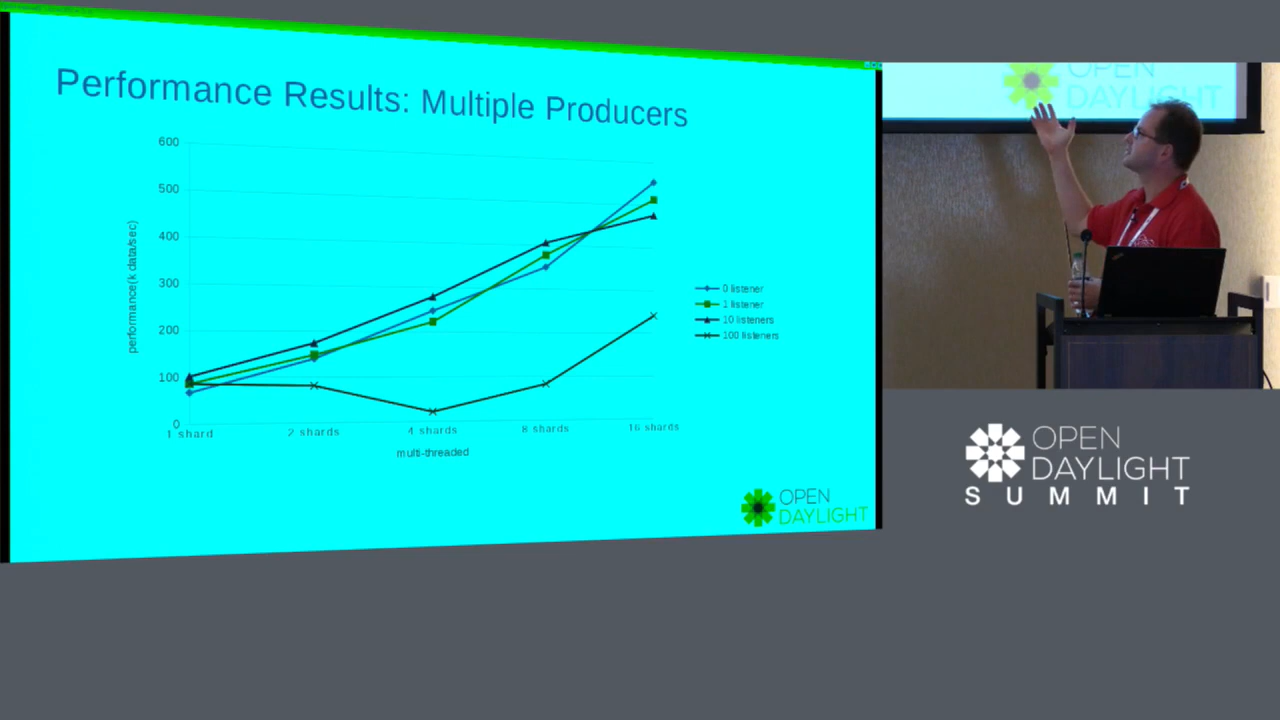 Performance Results: Multiple Producers
600
500
400
300
200
100
0
performance(k data/sec)
1 shard
2 shards
4 shards
8 shards
16 shards
multi-threaded
0 listener
1 listener
10 listeners
100 listeners
OPEN
DAYLIGHT
OPEN
DAYLIGHT
OPEN
DAYLIGHT
SUMMIT